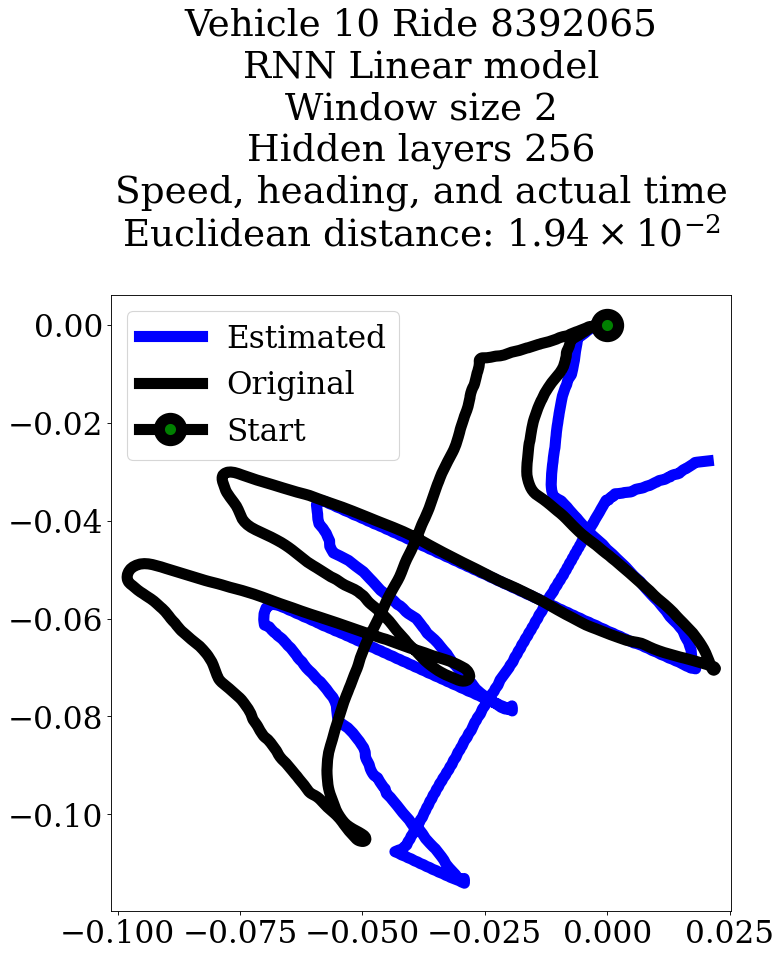 Vehicle 10 Ride 8392065
RNN Linear model
Window size 2
Hidden layers 256
Speed, heading, and actual time
Euclidean distance: 1.94 × 10⁻²
Estimated
Original
Start
0.00
−0.02
−0.04
−0.06
−0.08
−0.10
−0.100 −0.075 −0.050 −0.025 0.000 0.025